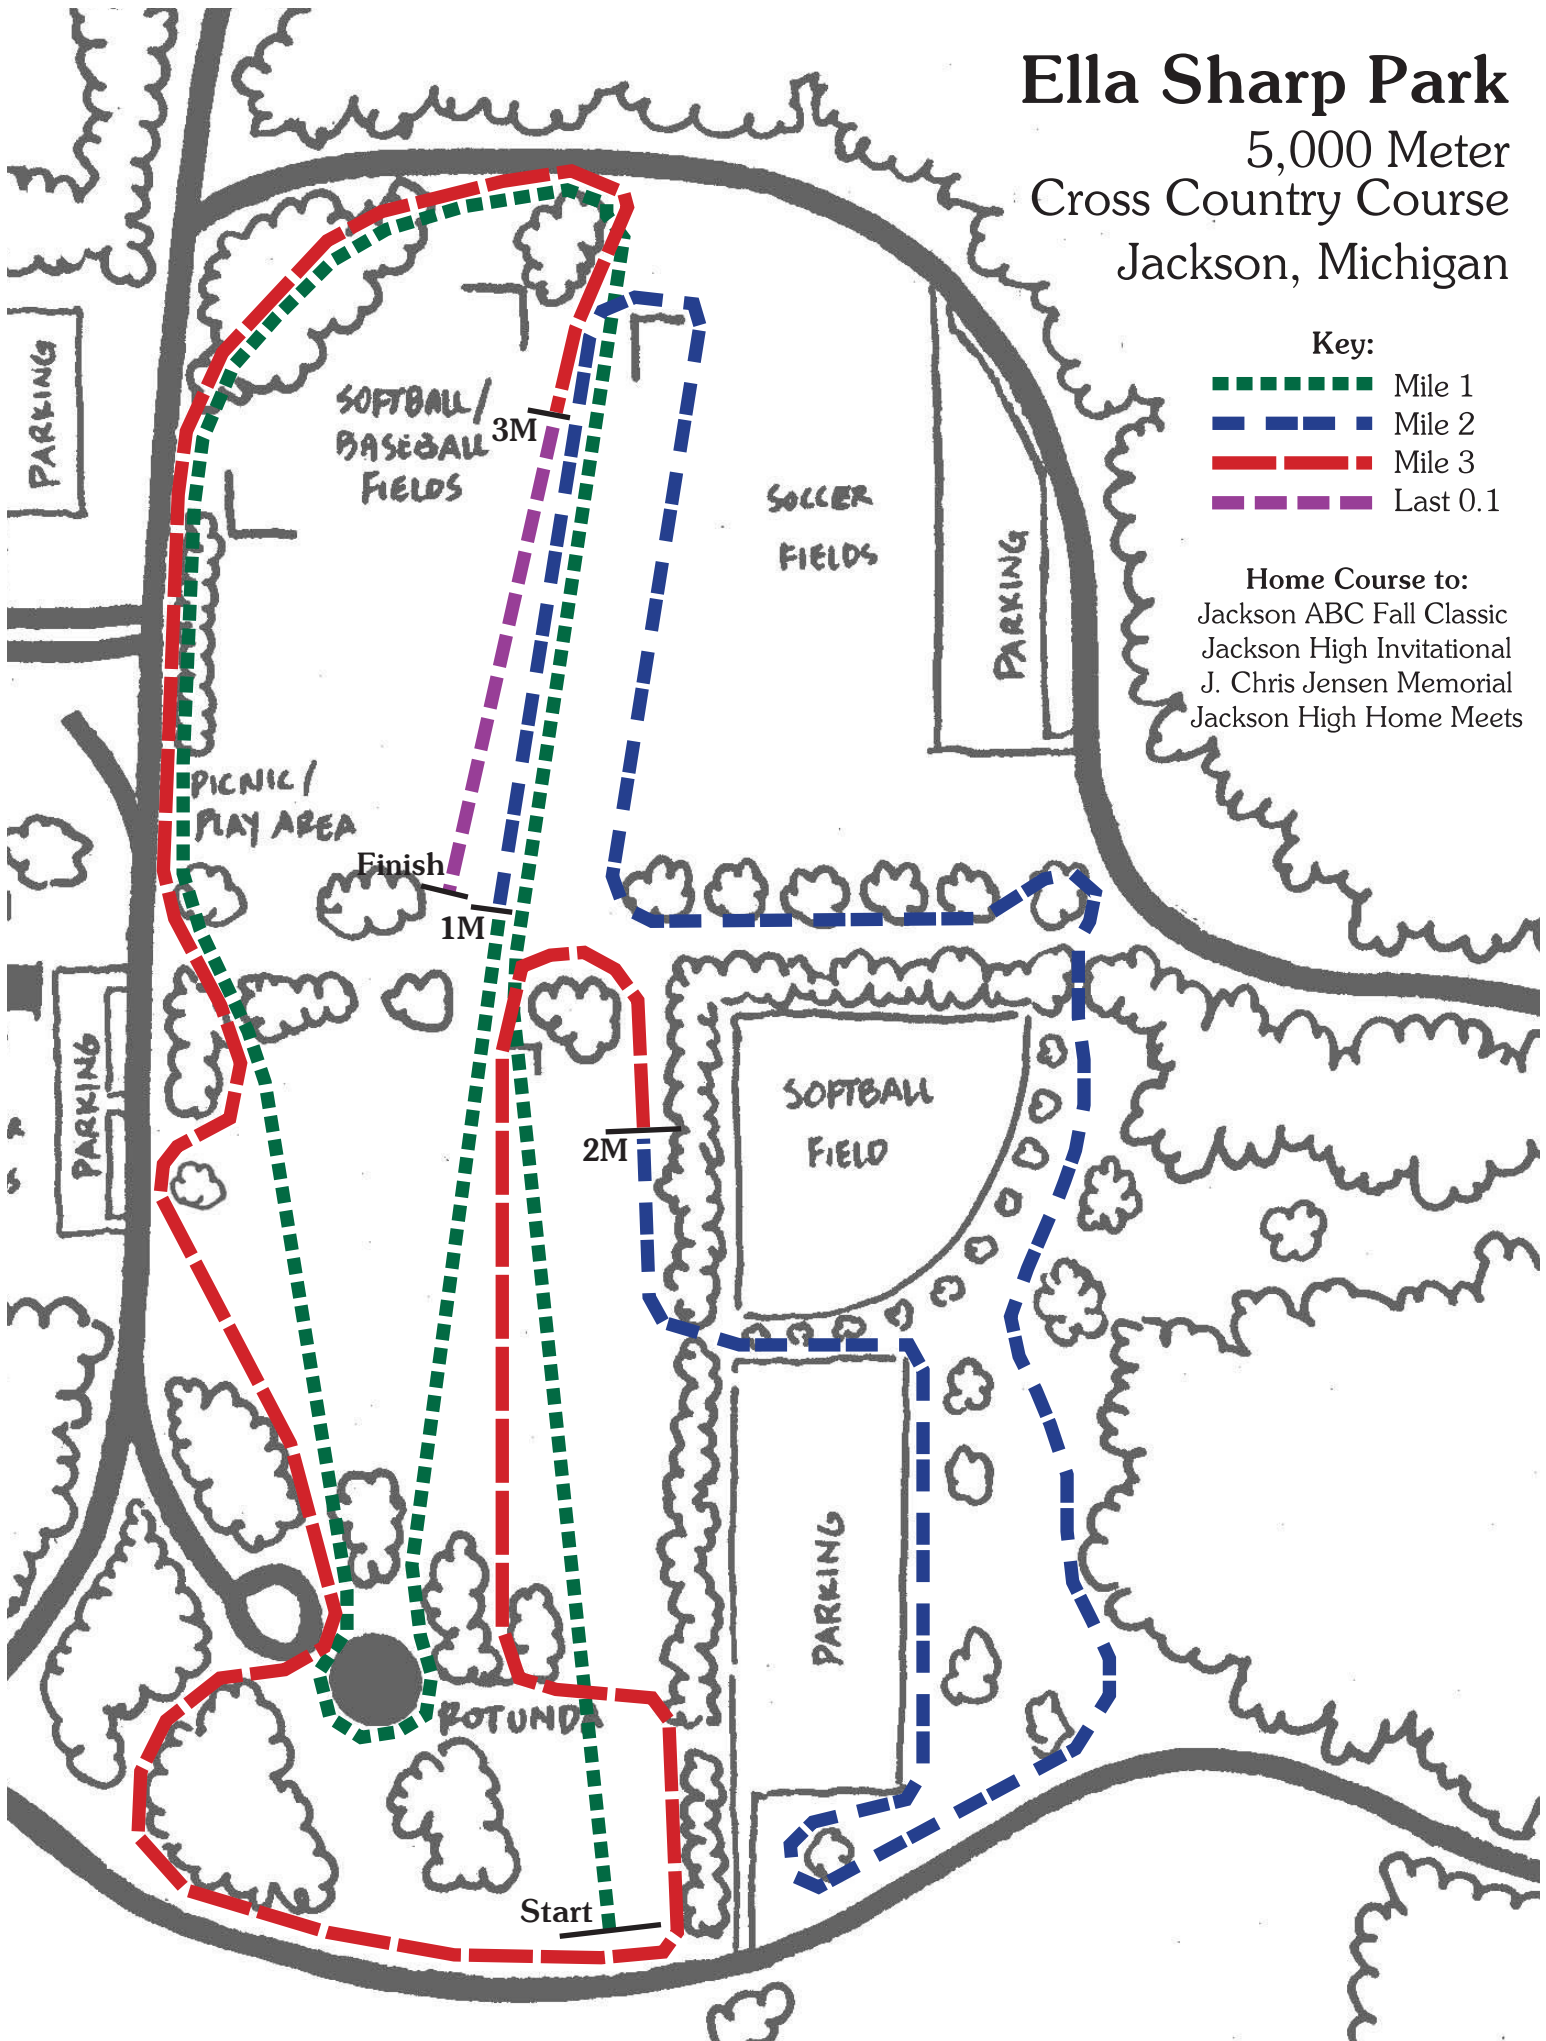 Ella Sharp Park
5,000 Meter
Cross Country Course
Jackson, Michigan
Key:
Mile 1
Mile 2
Mile 3
Last 0.1
Home Course to:
Jackson ABC Fall Classic
Jackson High Invitational
J. Chris Jensen Memorial
Jackson High Home Meets
PARKING
SOFTBALL/
BASEBALL
FIELDS
3M
SOCCER
FIELDS
PARKING
PICNIC/
PLAY AREA
Finish
1M
PARKING
2M
SOFTBALL
FIELD
PARKING
ROTUNDA
Start